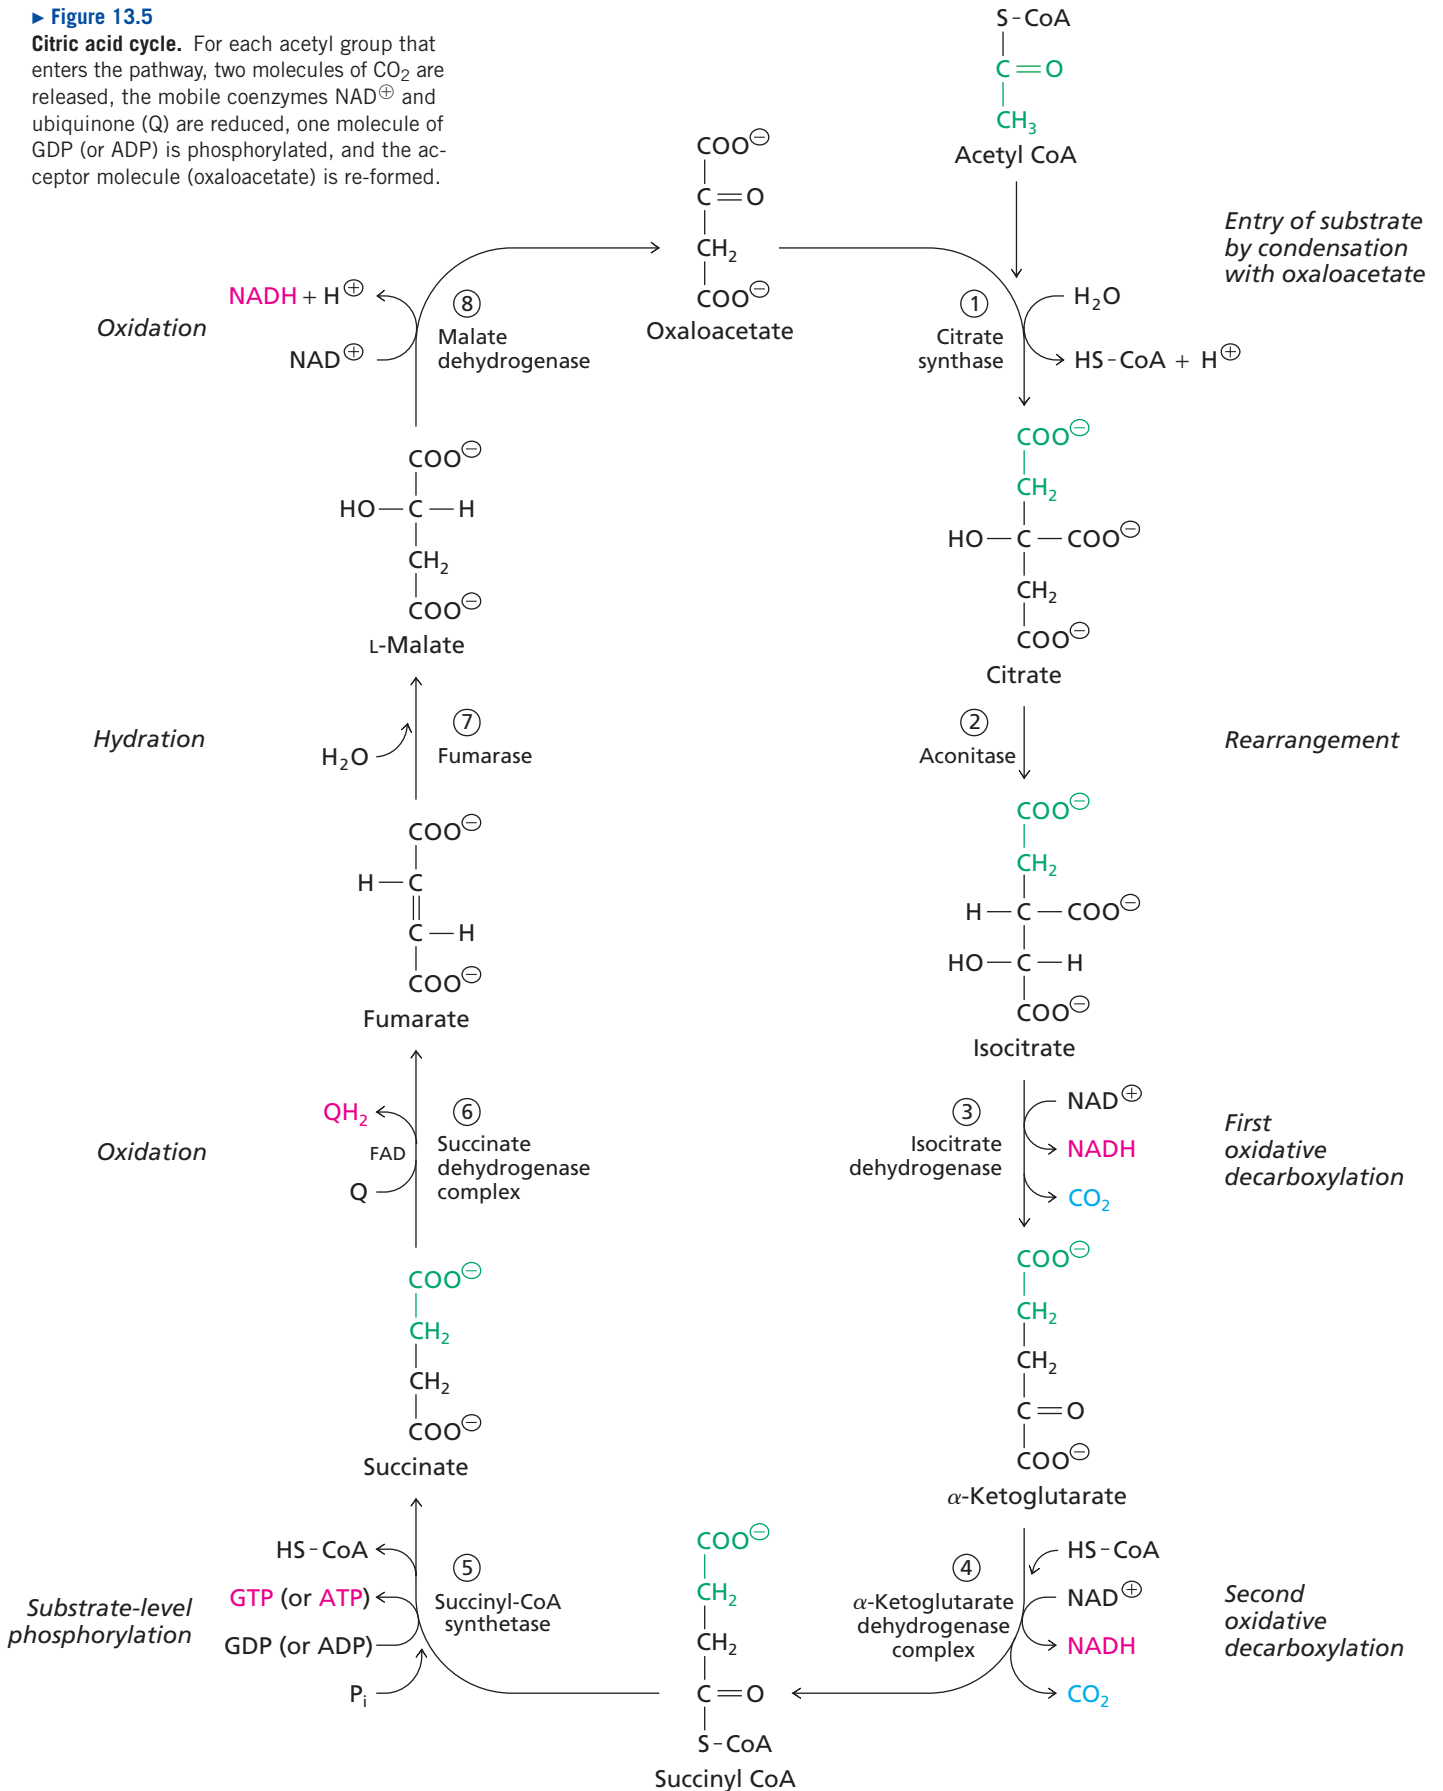 ► Figure 13.5
Citric acid cycle. For each acetyl group that
enters the pathway, two molecules of CO₂ are
released, the mobile coenzymes NAD⊕ and
ubiquinone (Q) are reduced, one molecule of
GDP (or ADP) is phosphorylated, and the ac-
ceptor molecule (oxaloacetate) is re-formed.
S-CoA
C=O
CH₃
Acetyl CoA
COO⊖
C=O
CH₂
COO⊖
Oxaloacetate
Entry of substrate
by condensation
with oxaloacetate
①
Citrate
synthase
H₂O
HS-CoA + H⊕
COO⊖
CH₂
HO—C—COO⊖
CH₂
COO⊖
Citrate
②
Aconitase
Rearrangement
COO⊖
CH₂
H—C—COO⊖
HO—C—H
COO⊖
Isocitrate
③
Isocitrate
dehydrogenase
NAD⊕
NADH
CO₂
First
oxidative
decarboxylation
COO⊖
CH₂
CH₂
C=O
COO⊖
α-Ketoglutarate
④
α-Ketoglutarate
dehydrogenase
complex
HS-CoA
NAD⊕
NADH
CO₂
Second
oxidative
decarboxylation
COO⊖
CH₂
CH₂
C=O
S-CoA
Succinyl CoA
⑤
Succinyl-CoA
synthetase
HS-CoA
GTP (or ATP)
GDP (or ADP)
Pᵢ
Substrate-level
phosphorylation
COO⊖
CH₂
CH₂
COO⊖
Succinate
⑥
Succinate
dehydrogenase
complex
QH₂
FAD
Q
Oxidation
COO⊖
H—C
C—H
COO⊖
Fumarate
⑦
Fumarase
H₂O
Hydration
COO⊖
HO—C—H
CH₂
COO⊖
L-Malate
⑧
Malate
dehydrogenase
NADH + H⊕
NAD⊕
Oxidation